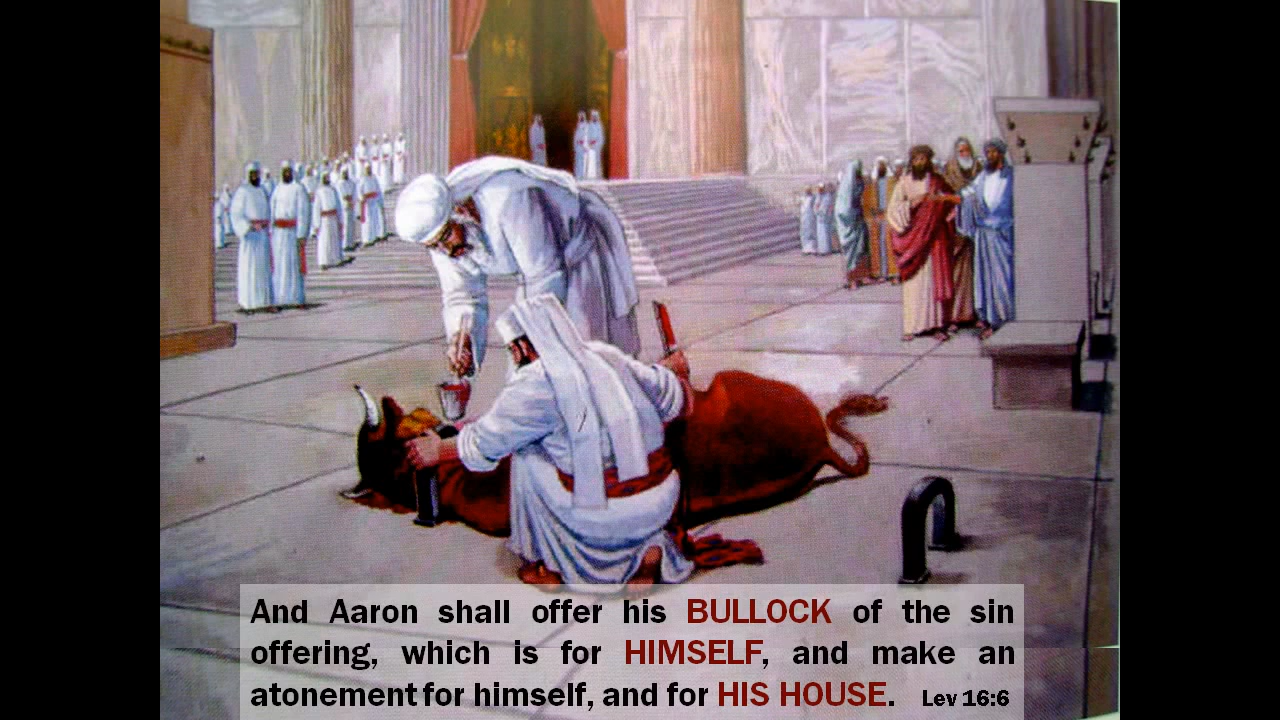 And Aaron shall offer his BULLOCK of the sin
offering, which is for HIMSELF, and make an
atonement for himself, and for HIS HOUSE. Lev 16:6